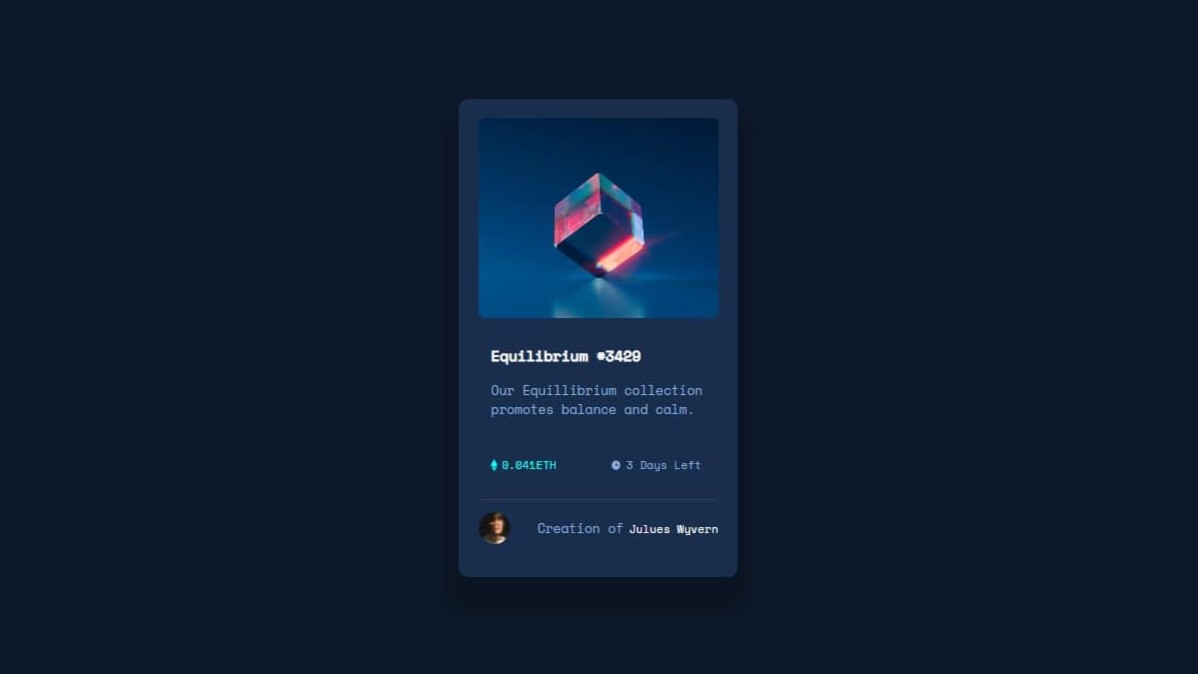 Equilibrium #3429
Our Equillibrium collection
promotes balance and calm.
0.041ETH
3 Days Left
Creation of Julues Wyvern